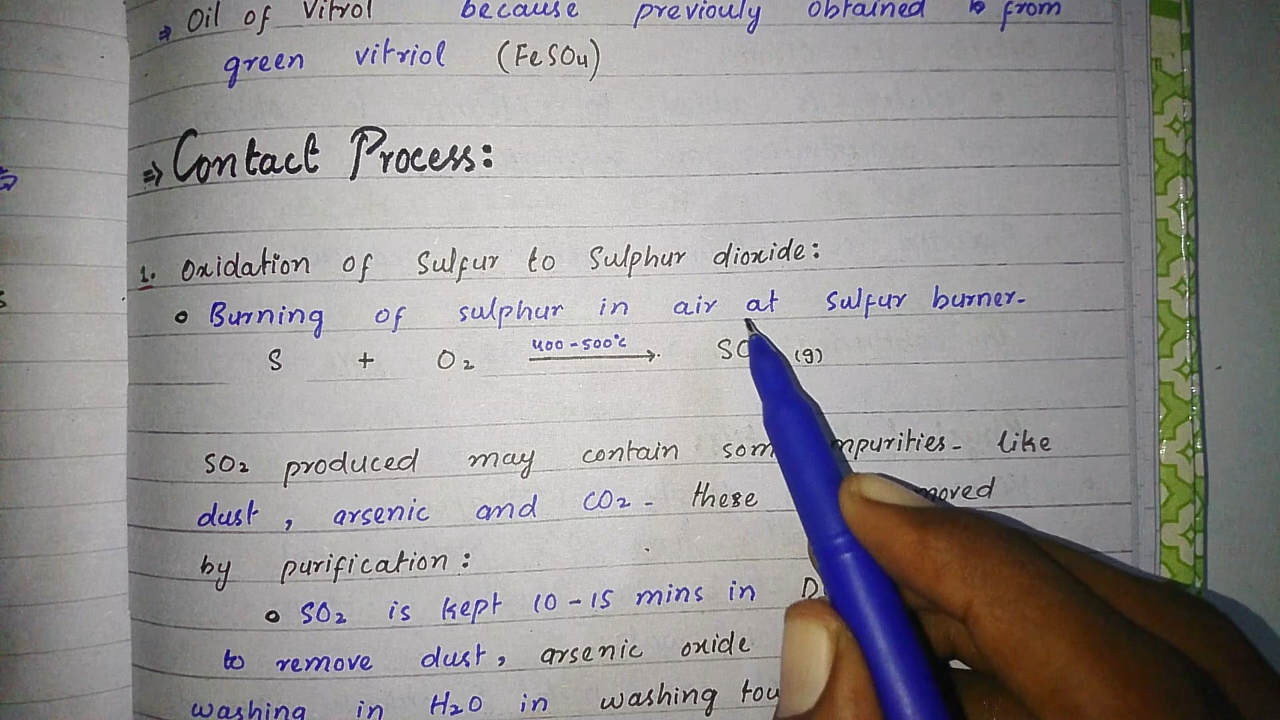 ⇒ Oil of Vitrol because previouly obtained from
green vitriol (FeSO4)
⇒ Contact Process:
1. Oxidation of Sulfur to Sulphur dioxide:
• Burning of sulphur in air at sulfur burner-
S + O2 400-500°C → (g)
SO2 produced may contain like
dust, arsenic and CO2 - these
by purification:
• SO2 is kept 10-15 mins in
to remove dust, arsenic oxide
washing in H2O in washing